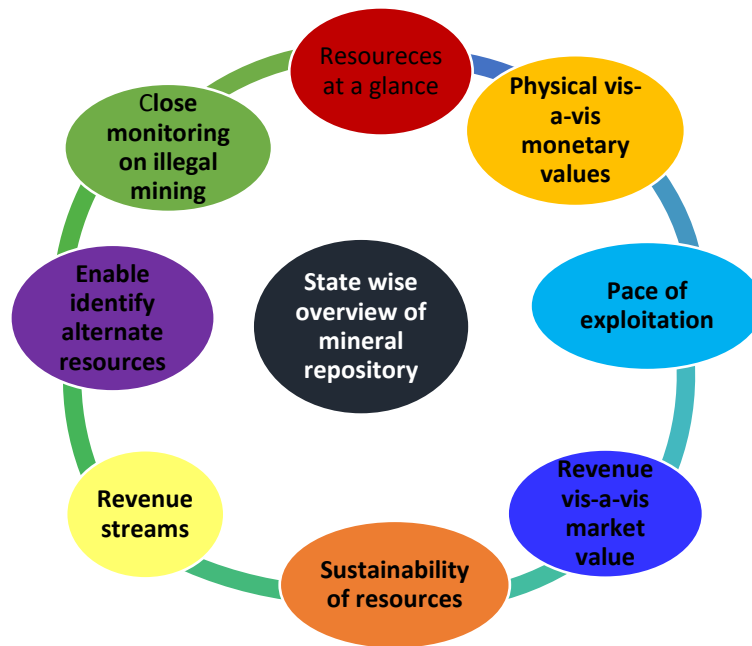 Resoureces
at a glance
Physical vis-
a-vis
monetary
values
Pace of
exploitation
Revenue
vis-a-vis
market
value
Sustainability
of resources
Revenue
streams
Enable
identify
alternate
resources
Close
monitoring
on illegal
mining
State wise
overview of
mineral
repository